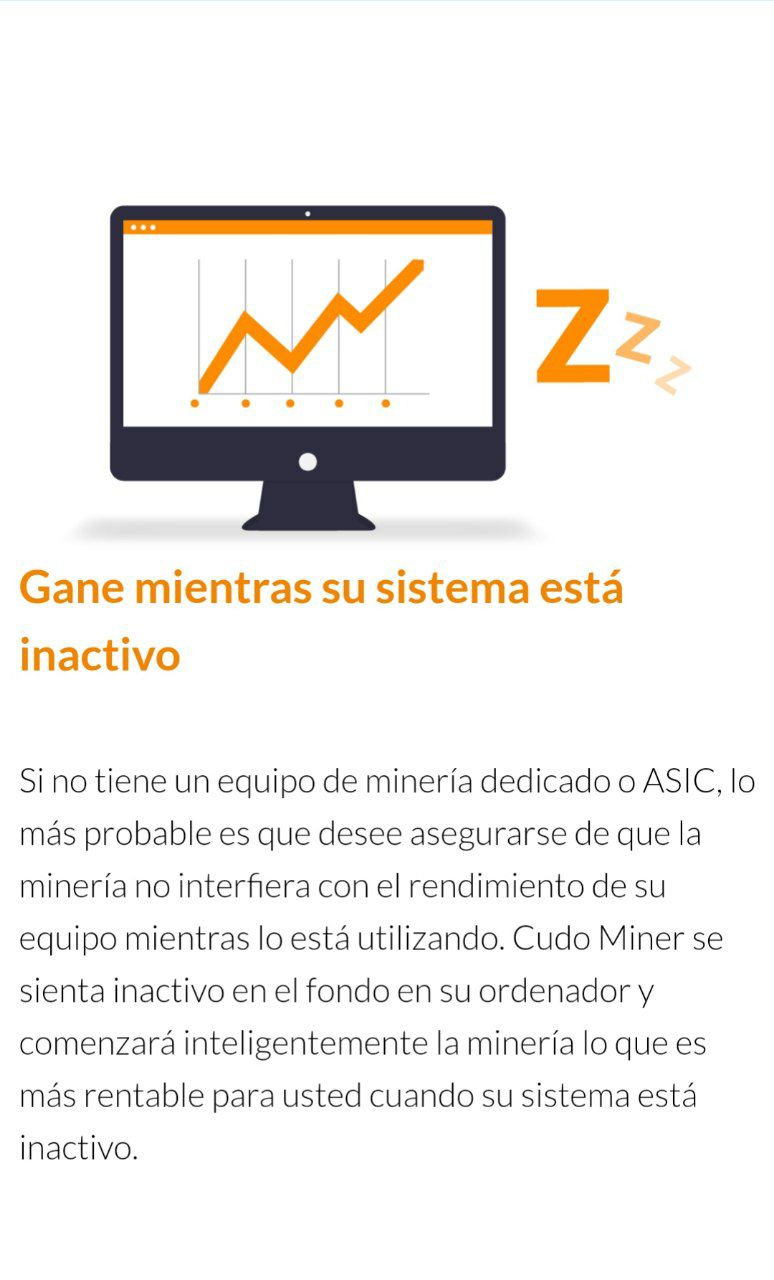 Z
z
z
Gane mientras su sistema está
inactivo
Si no tiene un equipo de minería dedicado o ASIC, lo
más probable es que desee asegurarse de que la
minería no interfiera con el rendimiento de su
equipo mientras lo está utilizando. Cudo Miner se
sienta inactivo en el fondo en su ordenador y
comenzará inteligentemente la minería lo que es
más rentable para usted cuando su sistema está
inactivo.